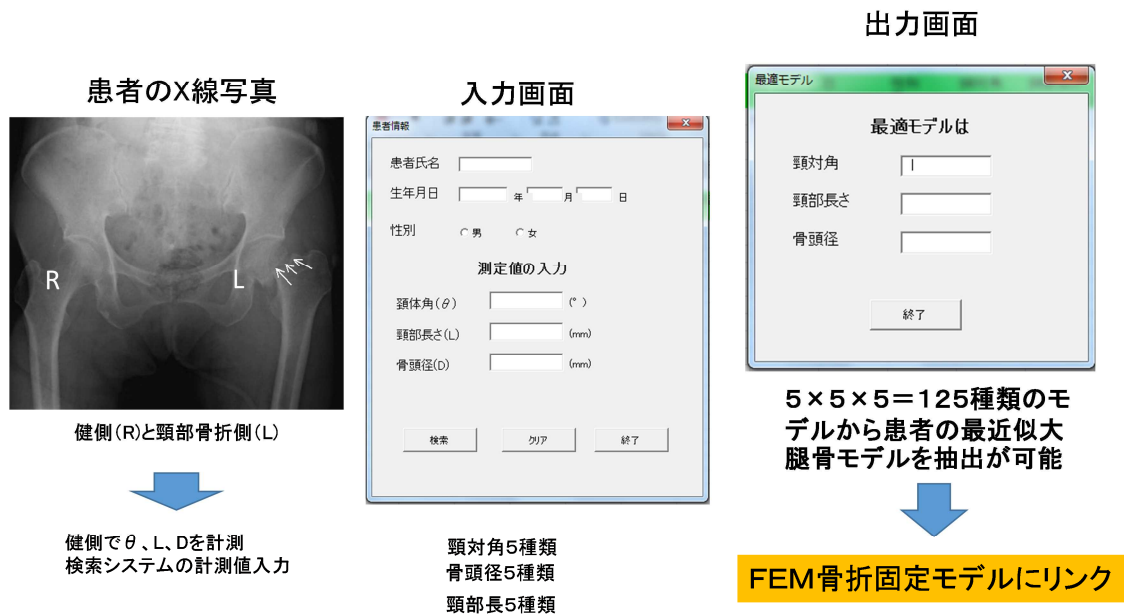 出力画面
患者のX線写真
入力画面
R
L
健側(R)と頸部骨折側(L)
健側でθ、L、Dを計測
検索システムの計測値入力
患者情報
患者氏名
生年月日 年 月 日
性別 男 女
測定値の入力
頚体角(θ) (°)
頸部長さ(L) (mm)
骨頭径(D) (mm)
検索 クリア 終了
頸対角5種類
骨頭径5種類
頸部長5種類
最適モデル
最適モデルは
頸対角
頸部長さ
骨頭径
終了
5×5×5=125種類のモ
デルから患者の最近似大
腿骨モデルを抽出が可能
FEM骨折固定モデルにリンク